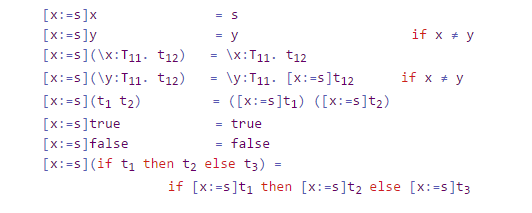 [x:=s]x = s
[x:=s]y = y if x ≠ y
[x:=s](\x:T₁₁. t₁₂) = \x:T₁₁. t₁₂
[x:=s](\y:T₁₁. t₁₂) = \y:T₁₁. [x:=s]t₁₂ if x ≠ y
[x:=s](t₁ t₂) = ([x:=s]t₁) ([x:=s]t₂)
[x:=s]true = true
[x:=s]false = false
[x:=s](if t₁ then t₂ else t₃) =
if [x:=s]t₁ then [x:=s]t₂ else [x:=s]t₃